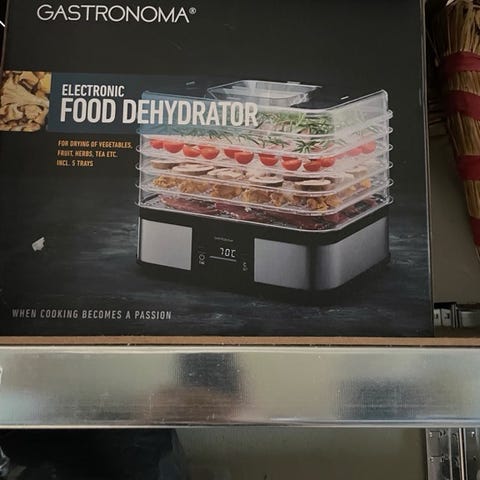 GASTRONOMA®
ELECTRONIC
FOOD DEHYDRATOR
FOR DRYING OF VEGETABLES,
FRUIT, HERBS, TEA ETC.
INCL. 5 TRAYS
70C
WHEN COOKING BECOMES A PASSION